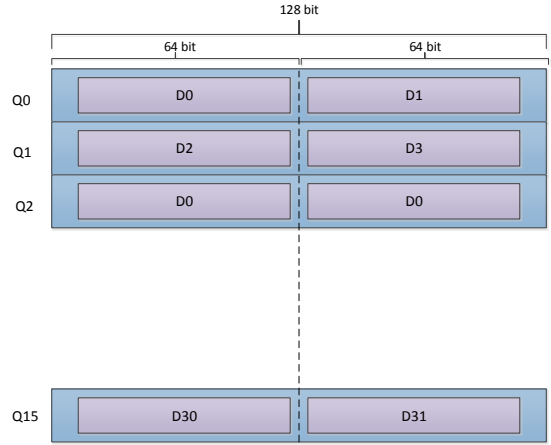 128 bit
64 bit 64 bit
Q0 D0 D1
Q1 D2 D3
Q2 D0 D0
Q15 D30 D31